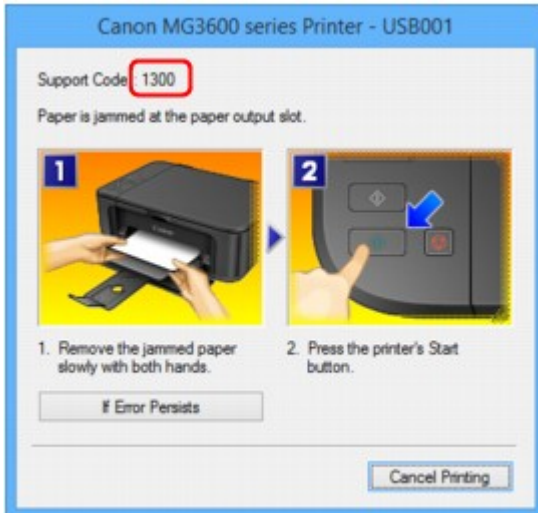 Canon MG3600 series Printer - USB001
Support Code : 1300
Paper is jammed at the paper output slot.
1
2
1. Remove the jammed paper
slowly with both hands.
2. Press the printer's Start
button.
If Error Persists
Cancel Printing